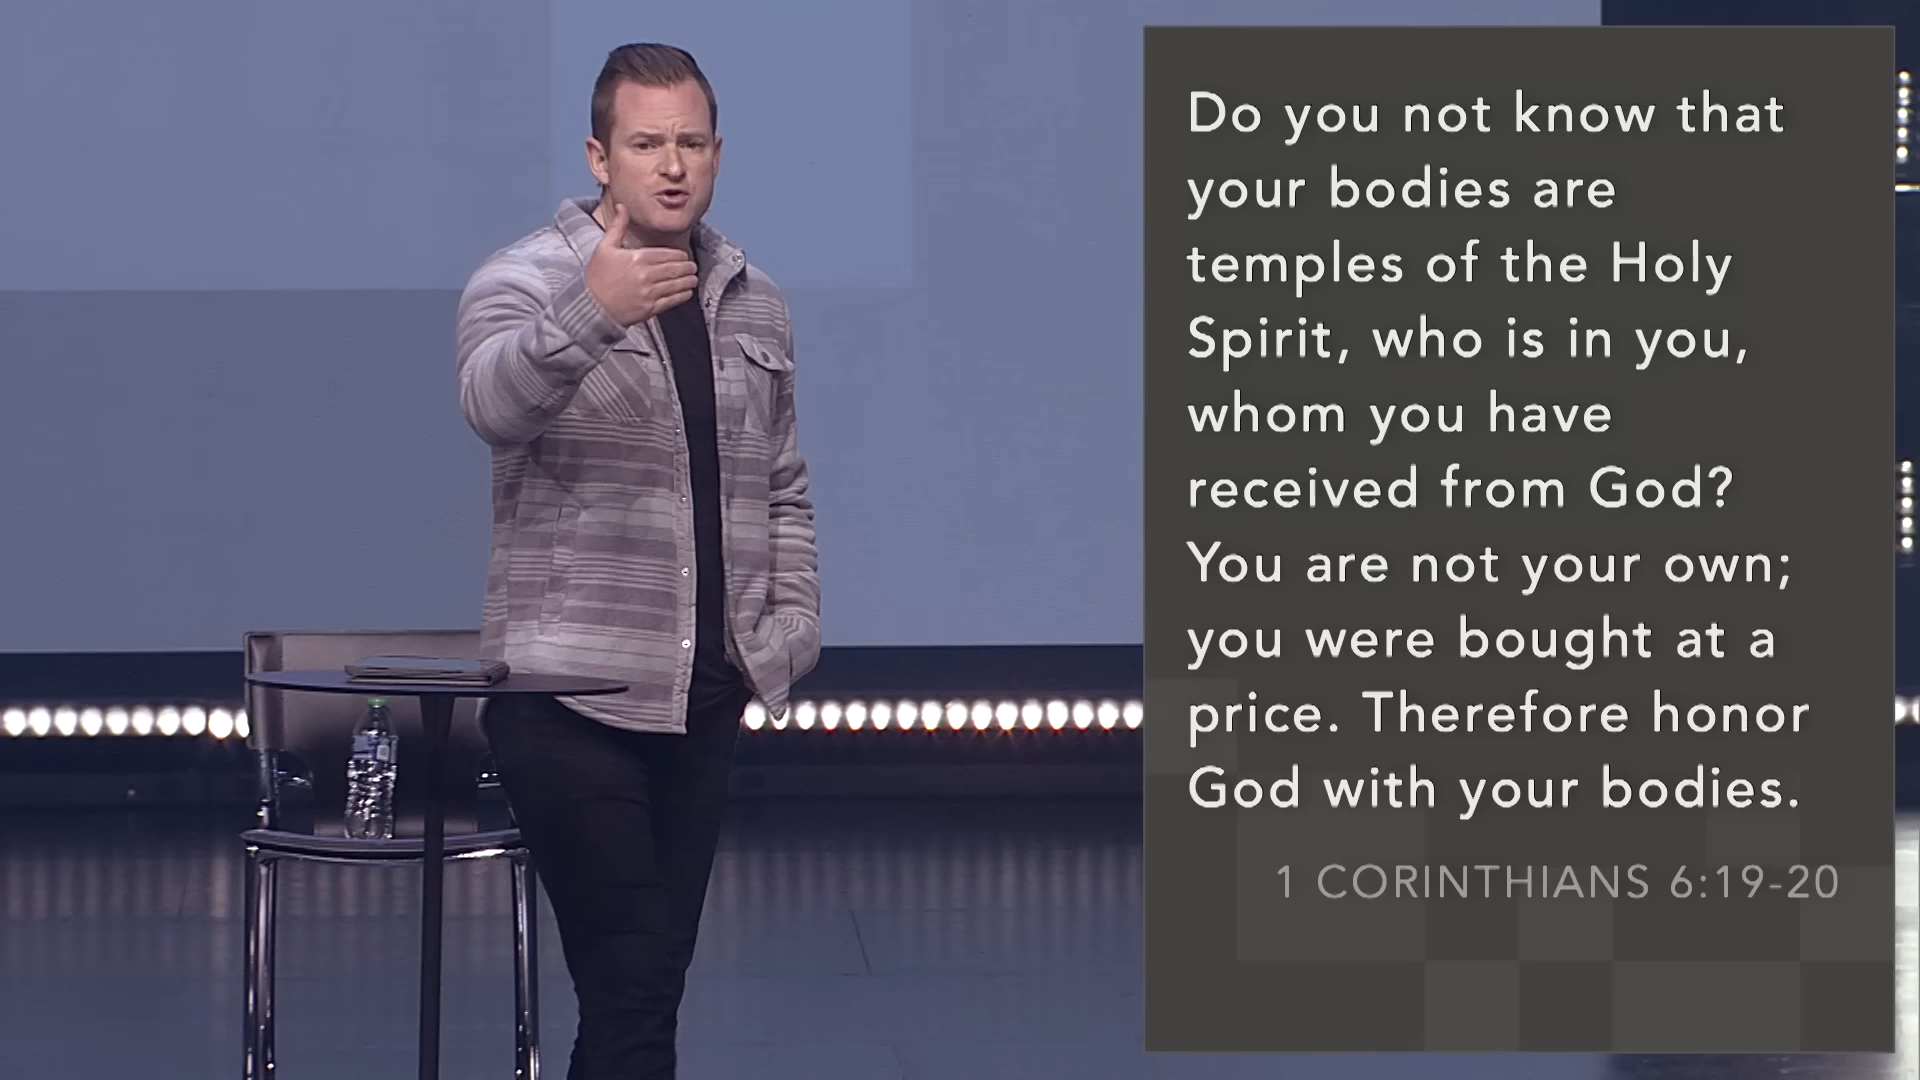 Do you not know that
your bodies are
temples of the Holy
Spirit, who is in you,
whom you have
received from God?
You are not your own;
you were bought at a
price. Therefore honor
God with your bodies.
1 CORINTHIANS 6:19-20